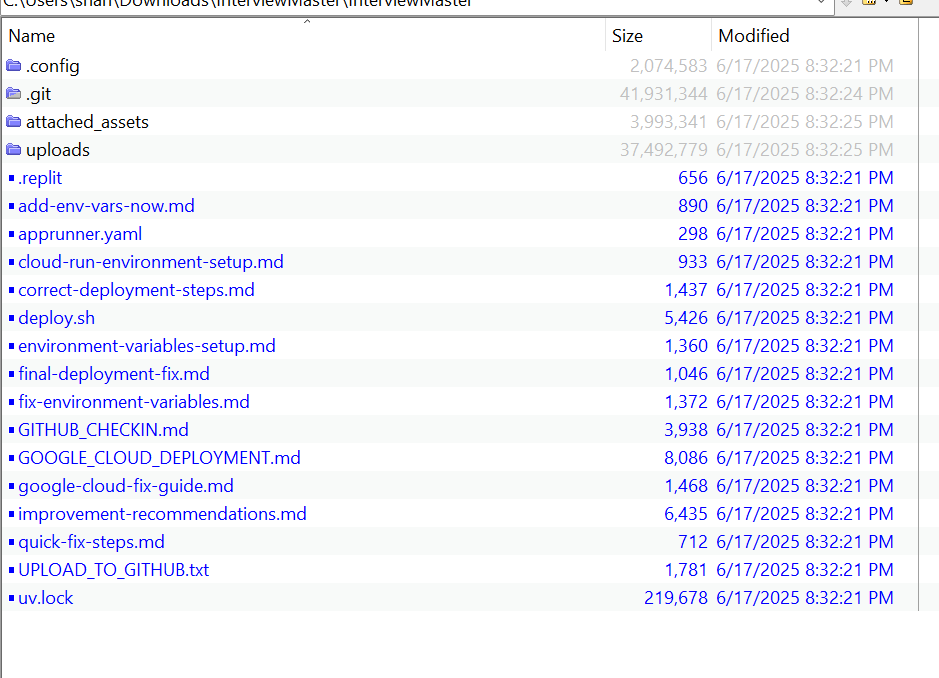 C:\Users\shari\Downloads\InterviewMaster\InterviewMaster
Name Size Modified
.config 2,074,583 6/17/2025 8:32:21 PM
.git 41,931,344 6/17/2025 8:32:24 PM
attached_assets 3,993,341 6/17/2025 8:32:25 PM
uploads 37,492,779 6/17/2025 8:32:25 PM
.replit 656 6/17/2025 8:32:21 PM
add-env-vars-now.md 890 6/17/2025 8:32:21 PM
apprunner.yaml 298 6/17/2025 8:32:21 PM
cloud-run-environment-setup.md 933 6/17/2025 8:32:21 PM
correct-deployment-steps.md 1,437 6/17/2025 8:32:21 PM
deploy.sh 5,426 6/17/2025 8:32:21 PM
environment-variables-setup.md 1,360 6/17/2025 8:32:21 PM
final-deployment-fix.md 1,046 6/17/2025 8:32:21 PM
fix-environment-variables.md 1,372 6/17/2025 8:32:21 PM
GITHUB_CHECKIN.md 3,938 6/17/2025 8:32:21 PM
GOOGLE_CLOUD_DEPLOYMENT.md 8,086 6/17/2025 8:32:21 PM
google-cloud-fix-guide.md 1,468 6/17/2025 8:32:21 PM
improvement-recommendations.md 6,435 6/17/2025 8:32:21 PM
quick-fix-steps.md 712 6/17/2025 8:32:21 PM
UPLOAD_TO_GITHUB.txt 1,781 6/17/2025 8:32:21 PM
uv.lock 219,678 6/17/2025 8:32:21 PM